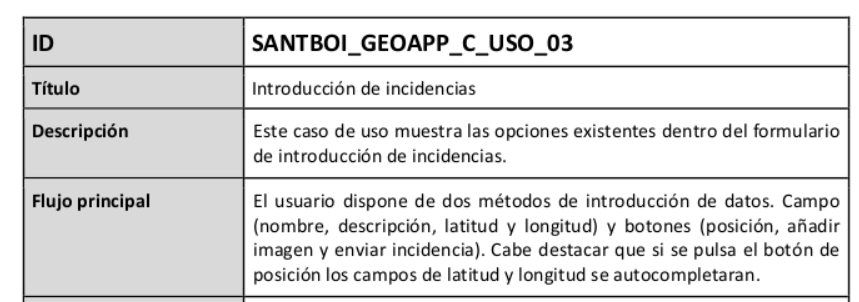 ID SANTBOI_GEOAPP_C_USO_03
Título Introducción de incidencias
Descripción Este caso de uso muestra las opciones existentes dentro del formulario
de introducción de incidencias.
Flujo principal El usuario dispone de dos métodos de introducción de datos. Campo
(nombre, descripción, latitud y longitud) y botones (posición, añadir
imagen y enviar incidencia). Cabe destacar que si se pulsa el botón de
posición los campos de latitud y longitud se autocompletaran.